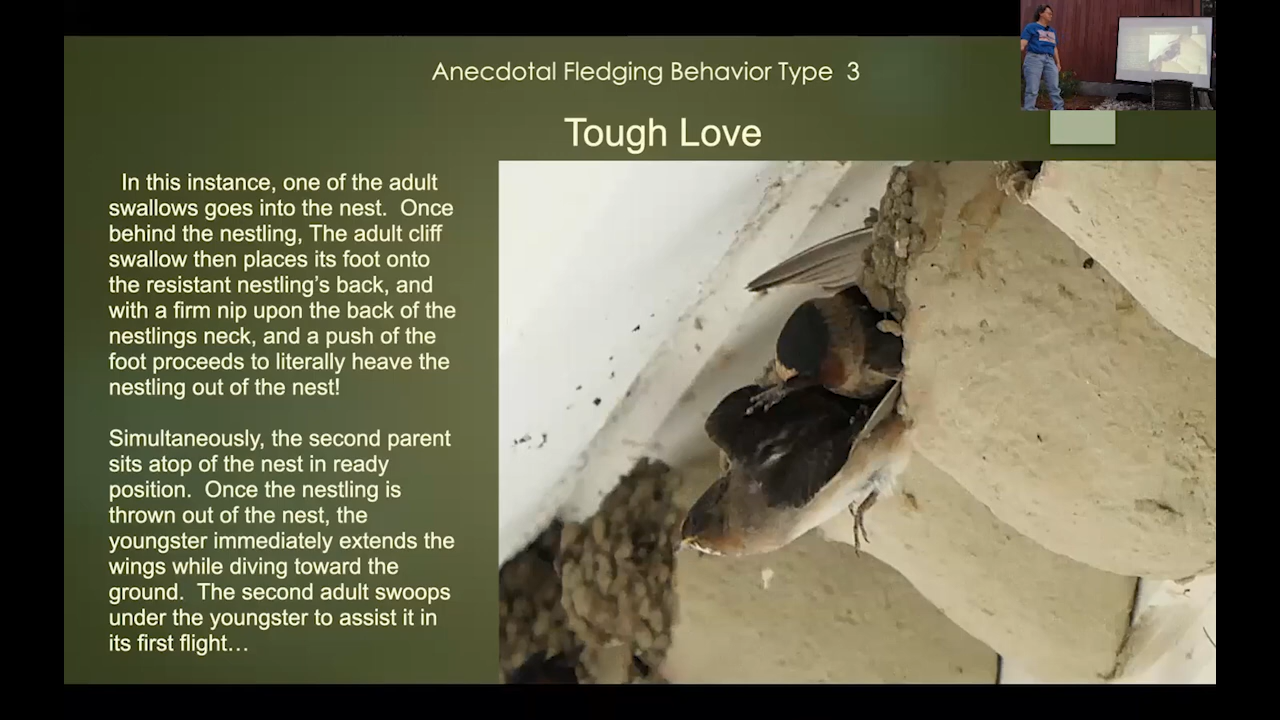 Anecdotal Fledging Behavior Type 3
Tough Love
In this instance, one of the adult
swallows goes into the nest. Once
behind the nestling, The adult cliff
swallow then places its foot onto
the resistant nestling’s back, and
with a firm nip upon the back of the
nestlings neck, and a push of the
foot proceeds to literally heave the
nestling out of the nest!
Simultaneously, the second parent
sits atop of the nest in ready
position. Once the nestling is
thrown out of the nest, the
youngster immediately extends the
wings while diving toward the
ground. The second adult swoops
under the youngster to assist it in
its first flight…